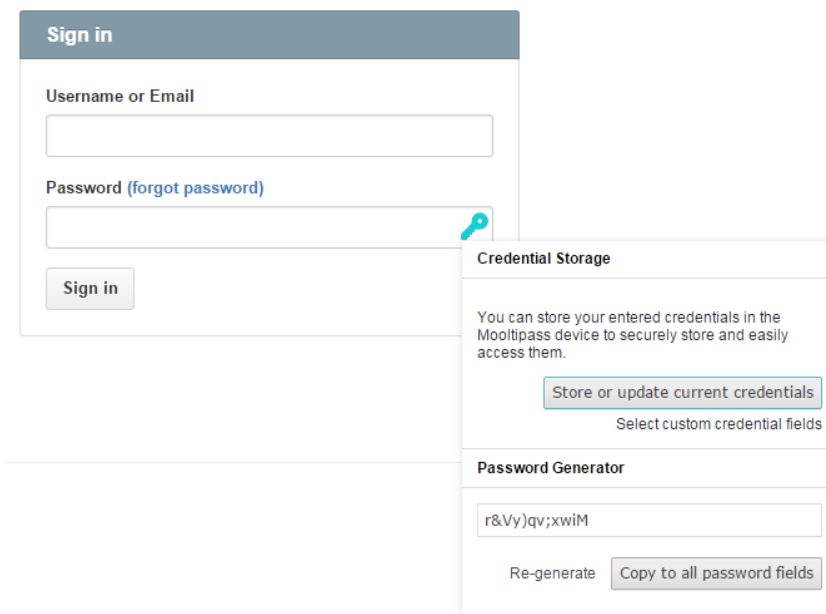 Sign in
Username or Email
Password (forgot password)
Sign in
Credential Storage
You can store your entered credentials in the
Mooltipass device to securely store and easily
access them.
Store or update current credentials
Select custom credential fields
Password Generator
r&Vy)qv;xwiM
Re-generate Copy to all password fields